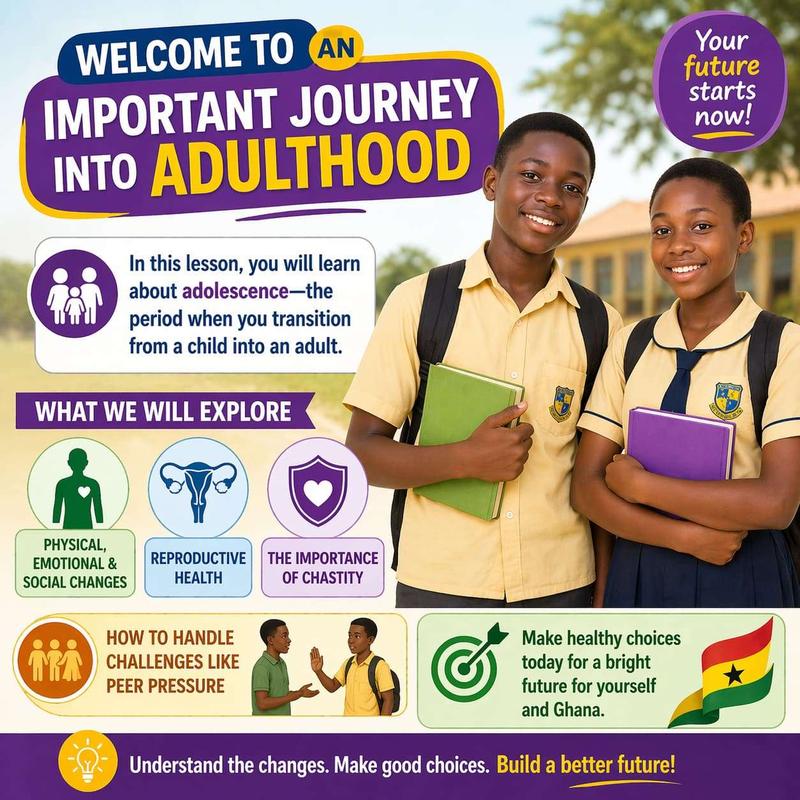 WELCOME TO AN
IMPORTANT JOURNEY
INTO ADULTHOOD
Your
future
starts
now!
In this lesson, you will learn
about adolescence—the
period when you transition
from a child into an adult.
WHAT WE WILL EXPLORE
PHYSICAL,
EMOTIONAL &
SOCIAL CHANGES
REPRODUCTIVE
HEALTH
THE IMPORTANCE
OF CHASTITY
HOW TO HANDLE
CHALLENGES LIKE
PEER PRESSURE
Make healthy choices
today for a bright
future for yourself
and Ghana.
Understand the changes. Make good choices. Build a better future!